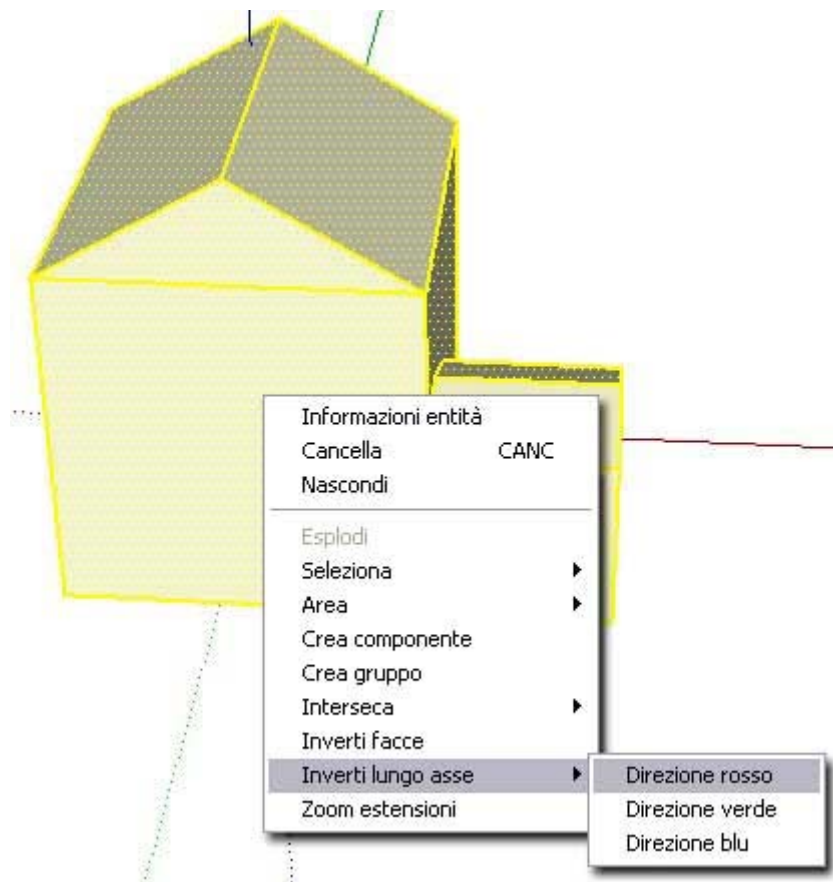 Informazioni entità
Cancella CANC
Nascondi
Esplodi
Seleziona
Area
Crea componente
Crea gruppo
Interseca
Inverti facce
Inverti lungo asse
Zoom estensioni
Direzione rosso
Direzione verde
Direzione blu